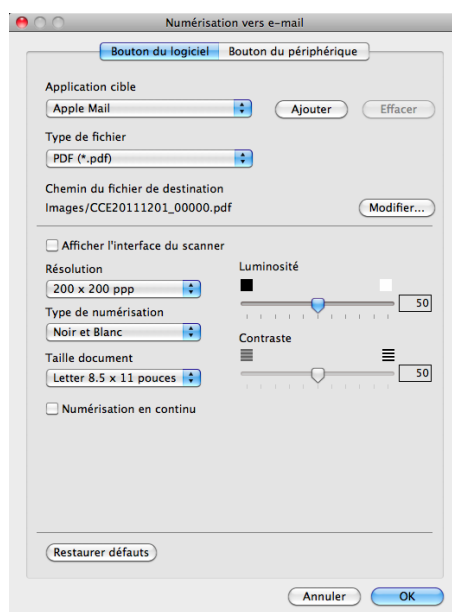 Numérisation vers e-mail
Bouton du logiciel Bouton du périphérique
Application cible
Apple Mail Ajouter Effacer
Type de fichier
PDF (*.pdf)
Chemin du fichier de destination
Images/CCE20111201_00000.pdf Modifier...
Afficher l'interface du scanner
Résolution Luminosité
200 x 200 ppp 50
Type de numérisation
Noir et Blanc
Contraste
Taille document
Letter 8.5 x 11 pouces 50
Numérisation en continu
Restaurer défauts
Annuler OK